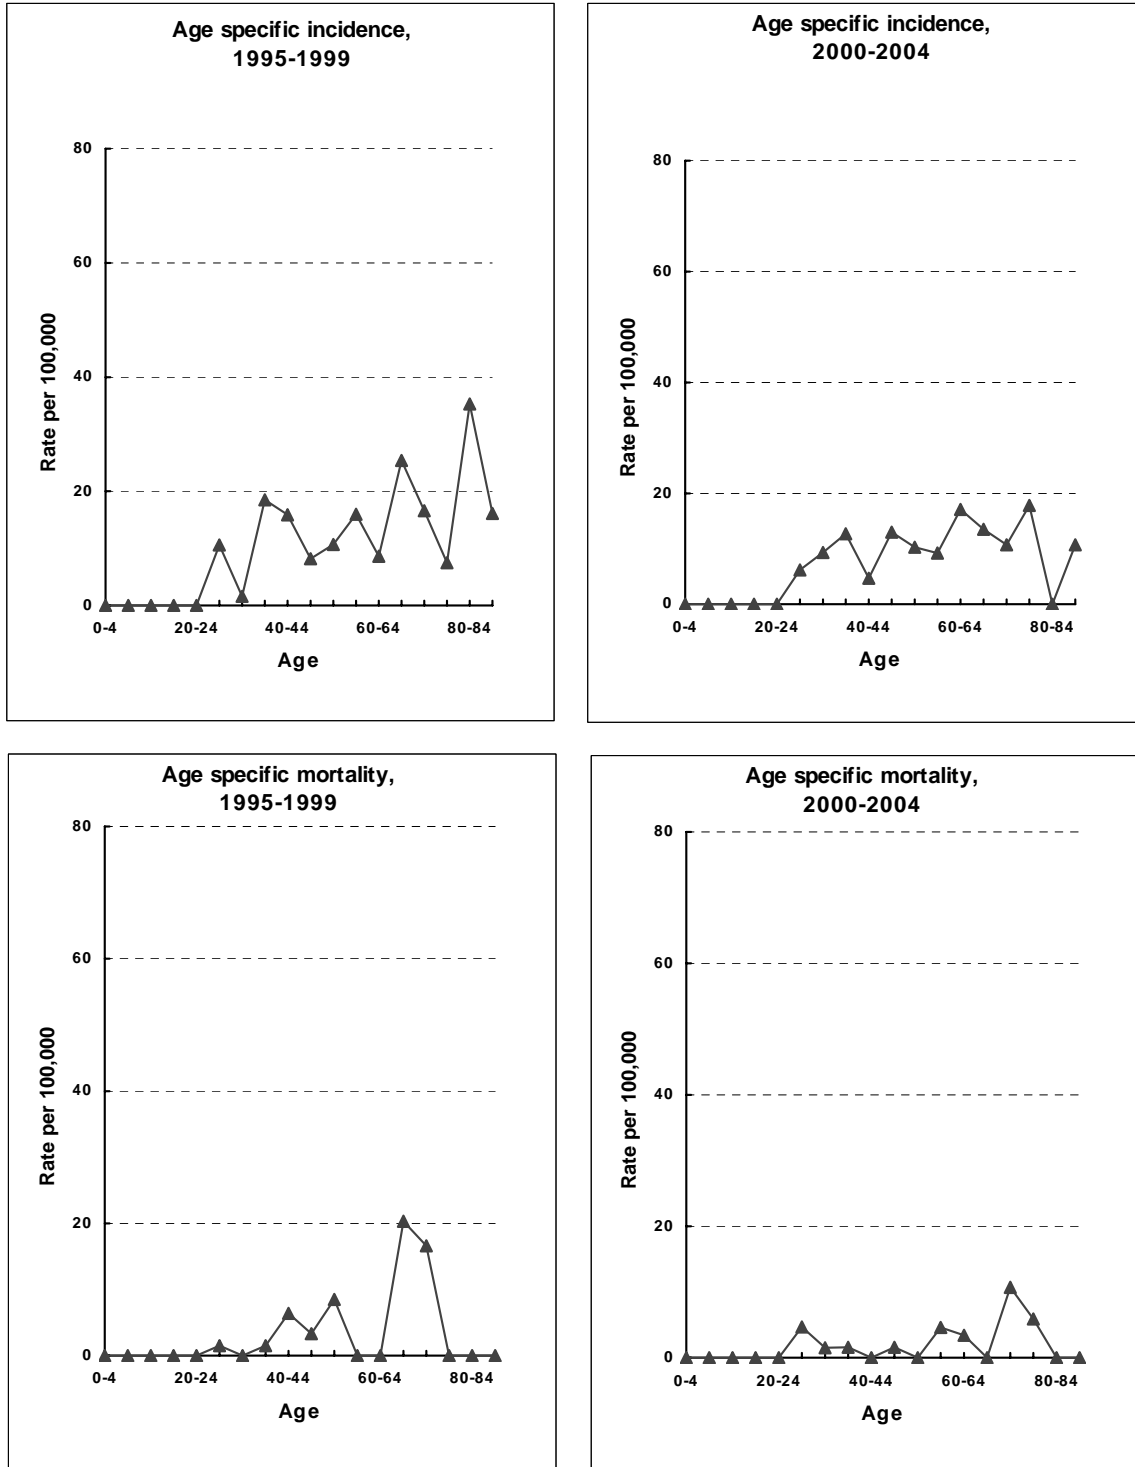 Age specific incidence,
1995-1999
80
60
40
20
0
Rate per 100,000
0-4 20-24 40-44 60-64 80-84
Age
Age specific incidence,
2000-2004
80
60
40
20
0
Rate per 100,000
0-4 20-24 40-44 60-64 80-84
Age
Age specific mortality,
1995-1999
80
60
40
20
0
Rate per 100,000
0-4 20-24 40-44 60-64 80-84
Age
Age specific mortality,
2000-2004
80
60
40
20
0
Rate per 100,000
0-4 20-24 40-44 60-64 80-84
Age